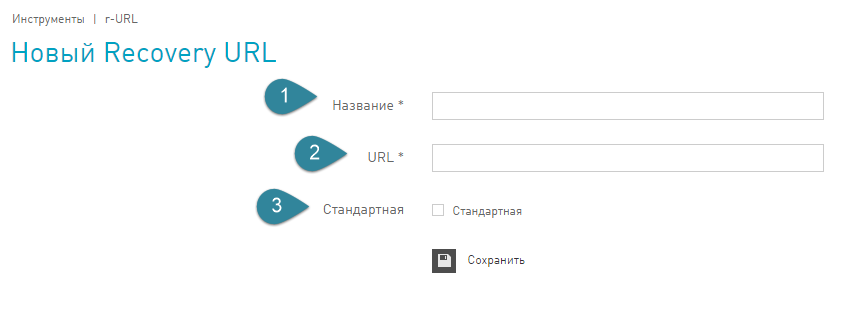 Инструменты | r-URL
Новый Recovery URL
1 Название *
2 URL *
3 Стандартная Стандартная
Сохранить